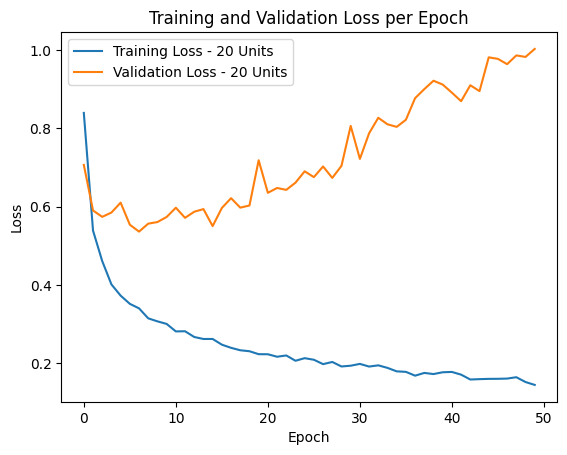 Training and Validation Loss per Epoch
Training Loss - 20 Units
Validation Loss - 20 Units
1.0
0.8
0.6
0.4
0.2
Loss
0
10
20
30
40
50
Epoch